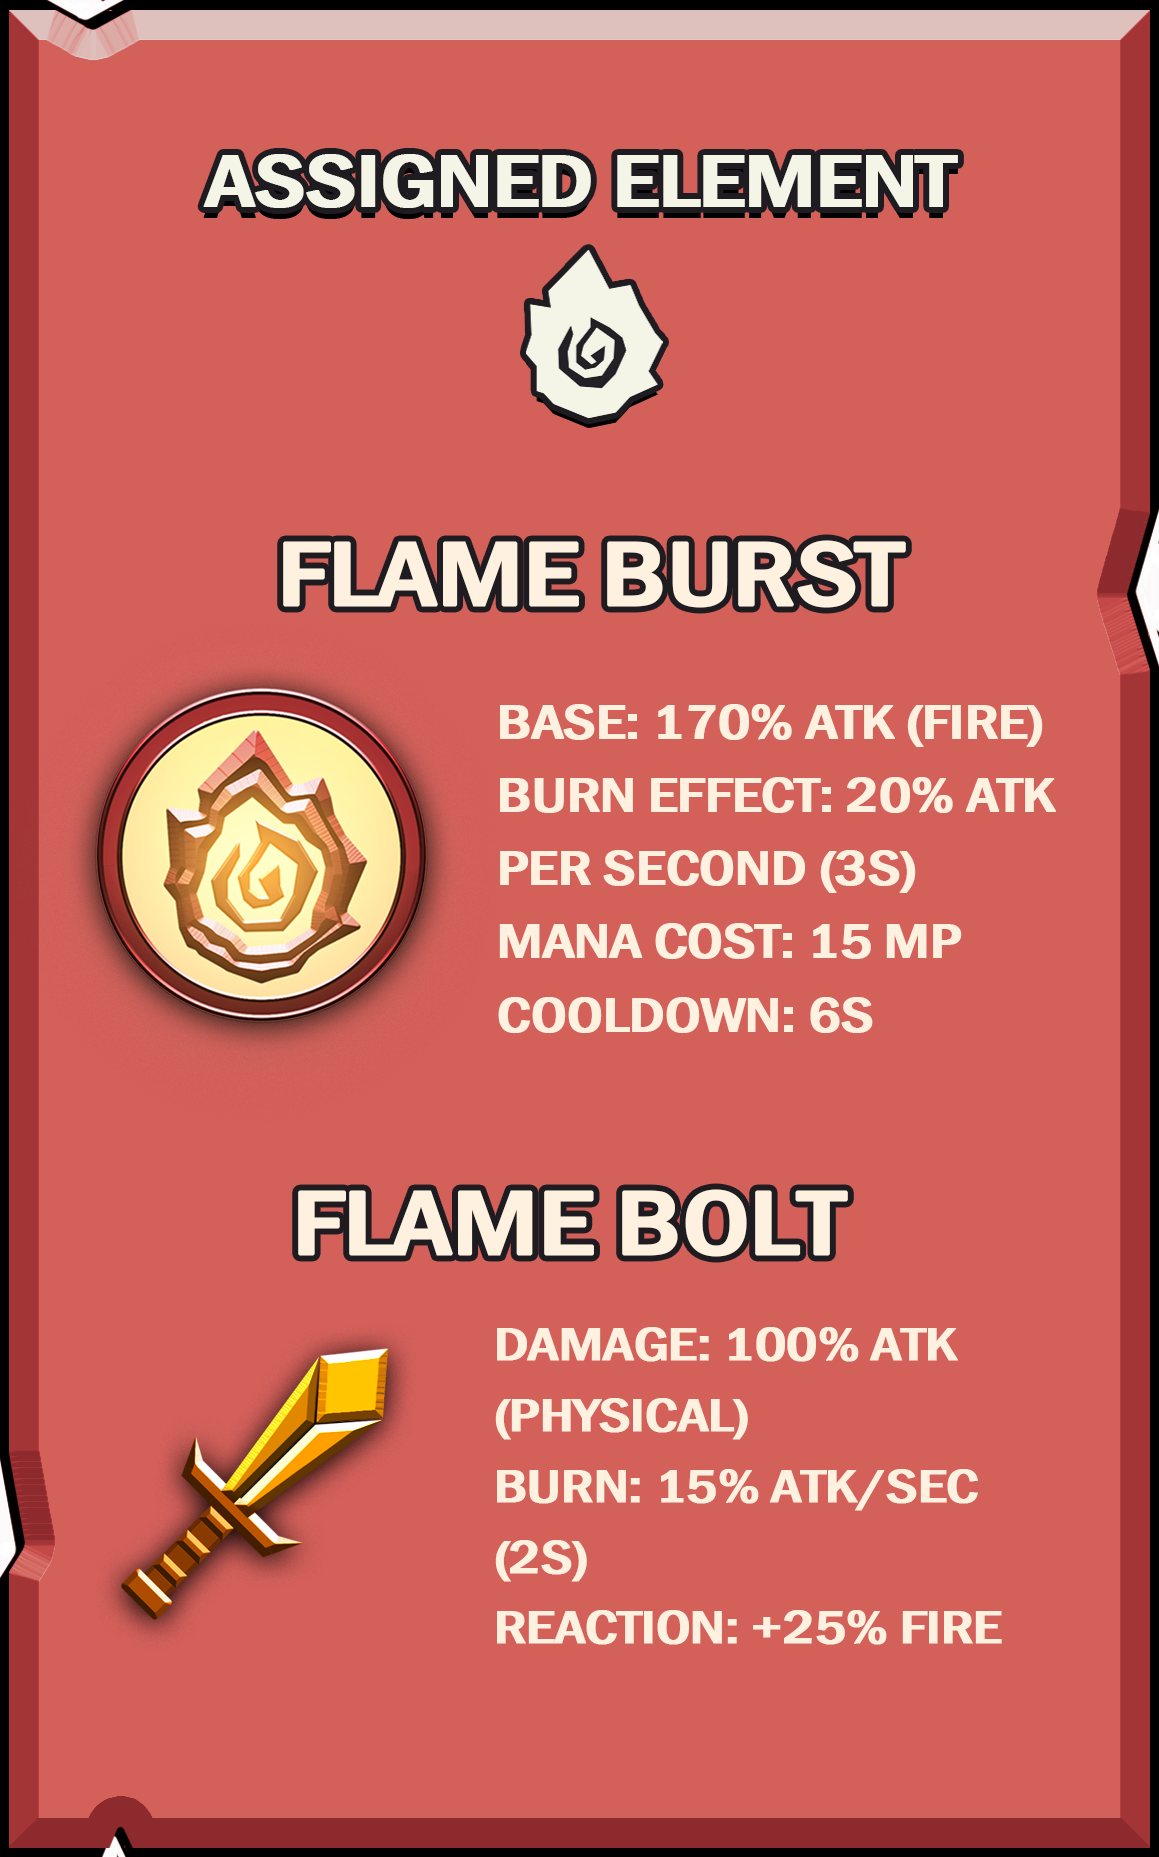 ASSIGNED ELEMENT
FLAME BURST
BASE: 170% ATK (FIRE)
BURN EFFECT: 20% ATK
PER SECOND (3S)
MANA COST: 15 MP
COOLDOWN: 6S
FLAME BOLT
DAMAGE: 100% ATK
(PHYSICAL)
BURN: 15% ATK/SEC
(2S)
REACTION: +25% FIRE